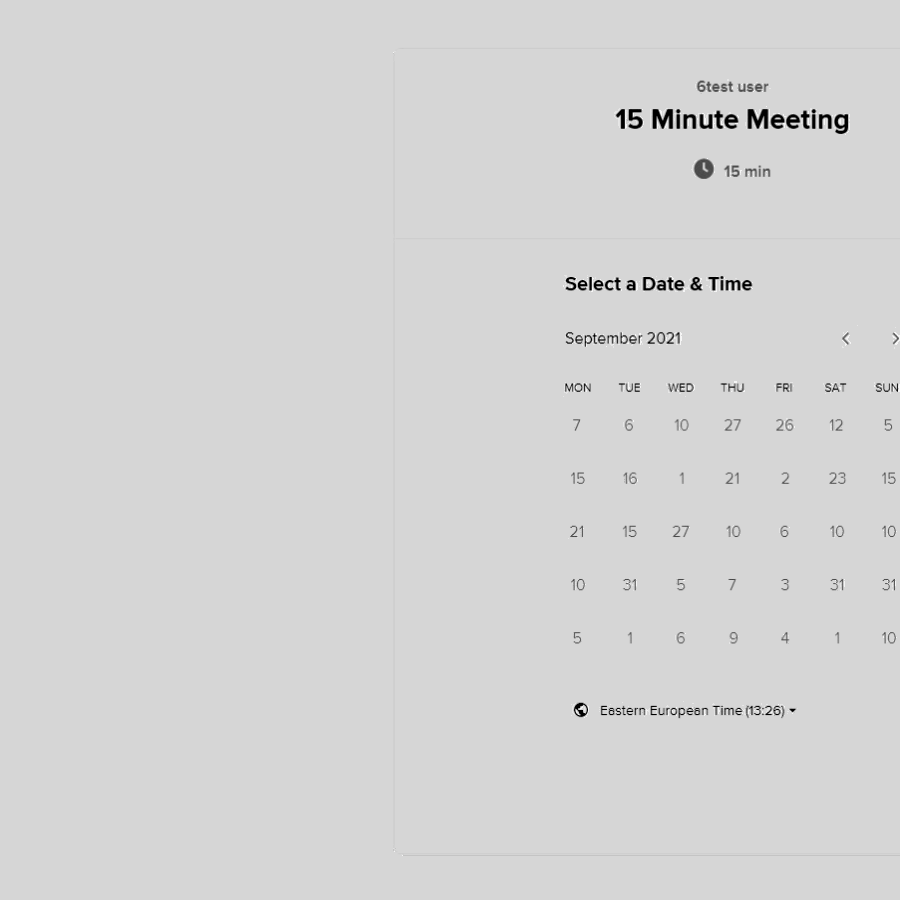 6test user
15 Minute Meeting
15 min
Select a Date & Time
September 2021
MON TUE WED THU FRI SAT SUN
7 6 10 27 26 12 5
15 16 1 21 2 23 15
21 15 27 10 6 10 10
10 31 5 7 3 31 31
5 1 6 9 4 1 10
Eastern European Time (13:26)